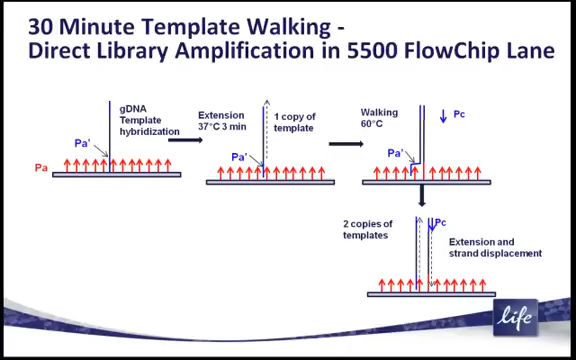 30 Minute Template Walking -
Direct Library Amplification in 5500 FlowChip Lane
gDNA
Template
hybridization
Pa'
Pa
Extension
37°C 3 min
1 copy of
template
Pa'
Walking
60°C
Pc
Pa'
2 copies of
templates
Pc
Extension and
strand displacement
life